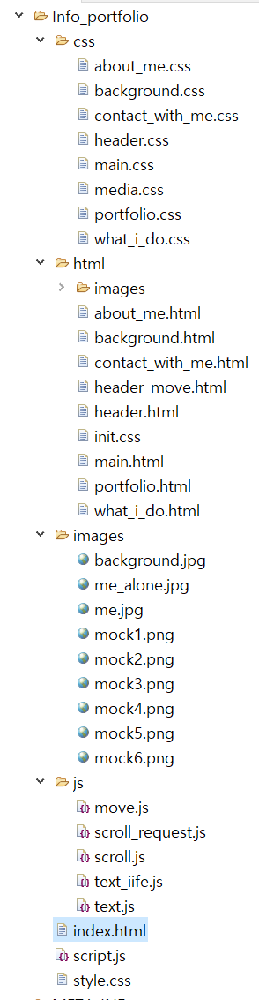 Info_portfolio
css
about_me.css
background.css
contact_with_me.css
header.css
main.css
media.css
portfolio.css
what_i_do.css
html
images
about_me.html
background.html
contact_with_me.html
header_move.html
header.html
init.css
main.html
portfolio.html
what_i_do.html
images
background.jpg
me_alone.jpg
me.jpg
mock1.png
mock2.png
mock3.png
mock4.png
mock5.png
mock6.png
js
move.js
scroll_request.js
scroll.js
text_iife.js
text.js
index.html
script.js
style.css